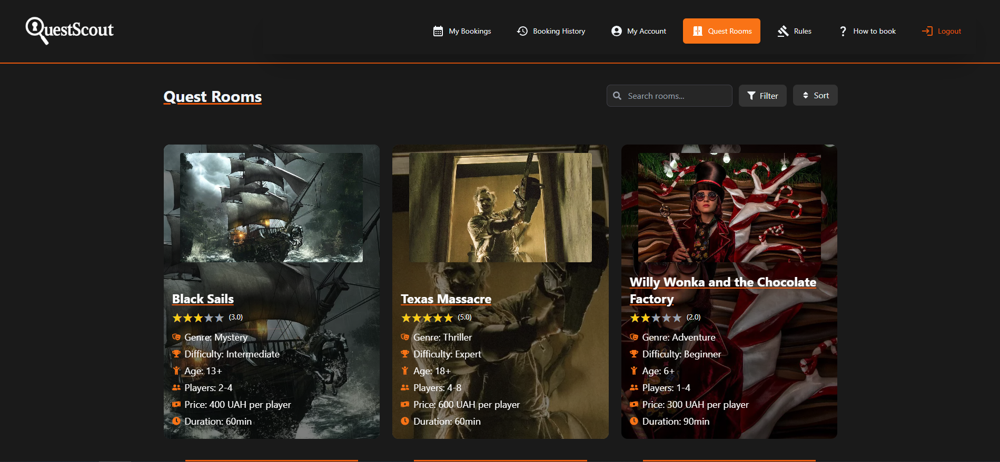 QuestScout
My Bookings
Booking History
My Account
Quest Rooms
Rules
How to book
Logout
Quest Rooms
Search rooms...
Filter
Sort
Black Sails
(3.0)
Genre: Mystery
Difficulty: Intermediate
Age: 13+
Players: 2-4
Price: 400 UAH per player
Duration: 60min
Texas Massacre
(5.0)
Genre: Thriller
Difficulty: Expert
Age: 18+
Players: 4-8
Price: 600 UAH per player
Duration: 60min
Willy Wonka and the Chocolate
Factory
(2.0)
Genre: Adventure
Difficulty: Beginner
Age: 6+
Players: 1-4
Price: 300 UAH per player
Duration: 90min